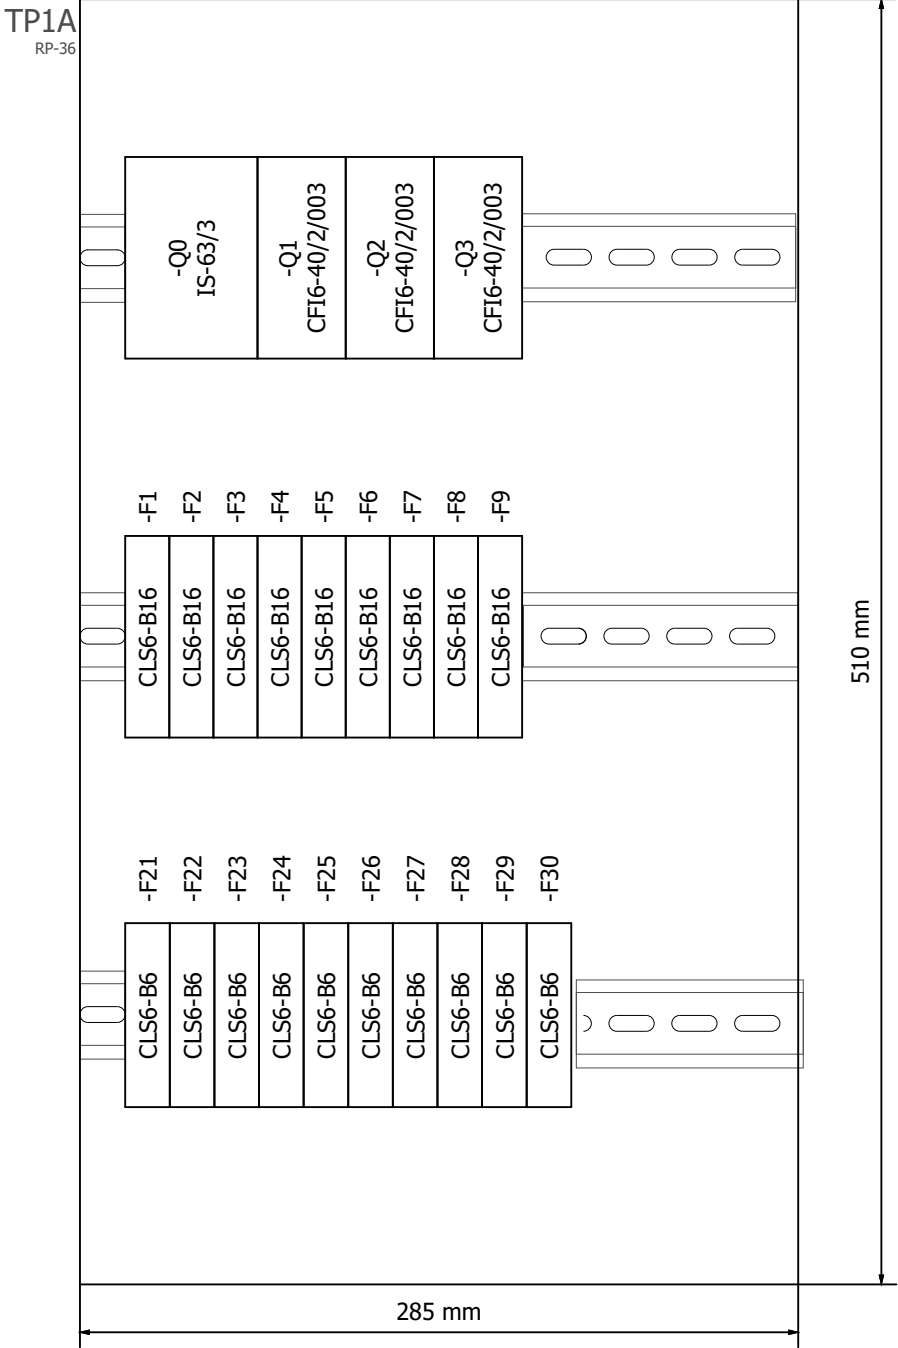 TP1A
RP-36
-Q0
IS-63/3
-Q1
CFI6-40/2/003
-Q2
CFI6-40/2/003
-Q3
CFI6-40/2/003
-F1
-F2
-F3
-F4
-F5
-F6
-F7
-F8
-F9
CLS6-B16
CLS6-B16
CLS6-B16
CLS6-B16
CLS6-B16
CLS6-B16
CLS6-B16
CLS6-B16
CLS6-B16
510 mm
-F21
-F22
-F23
-F24
-F25
-F26
-F27
-F28
-F29
-F30
CLS6-B6
CLS6-B6
CLS6-B6
CLS6-B6
CLS6-B6
CLS6-B6
CLS6-B6
CLS6-B6
CLS6-B6
CLS6-B6
285 mm